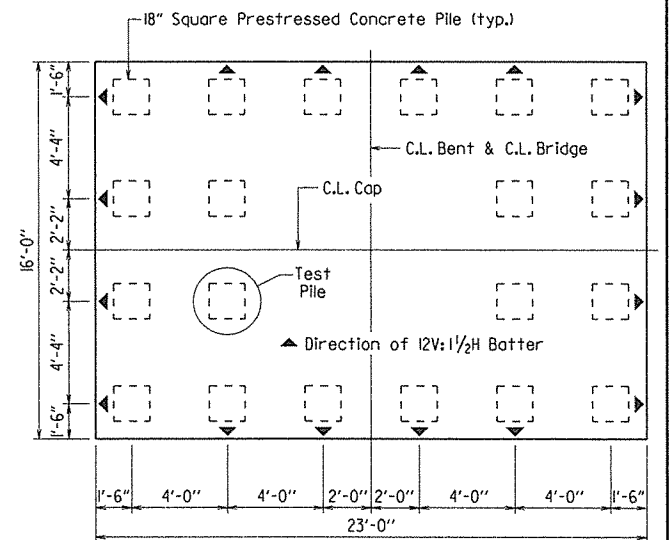 18" Square Prestressed Concrete Pile (typ.)
1'-6"
4'-4"
C.L. Bent & C.L. Bridge
C.L. Cap
2'-2"
16'-0"
2'-2"
Test
Pile
Direction of 12V:1½H Batter
4'-4"
1'-6"
1'-6" 4'-0" 4'-0" 2'-0" 2'-0" 4'-0" 4'-0" 1'-6"
23'-0"